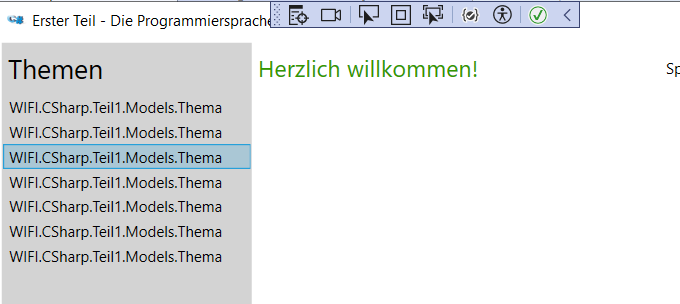 Erster Teil - Die Programmiersprache
Themen
Herzlich willkommen!
WIFI.CSharp.Teil1.Models.Thema
WIFI.CSharp.Teil1.Models.Thema
WIFI.CSharp.Teil1.Models.Thema
WIFI.CSharp.Teil1.Models.Thema
WIFI.CSharp.Teil1.Models.Thema
WIFI.CSharp.Teil1.Models.Thema
WIFI.CSharp.Teil1.Models.Thema